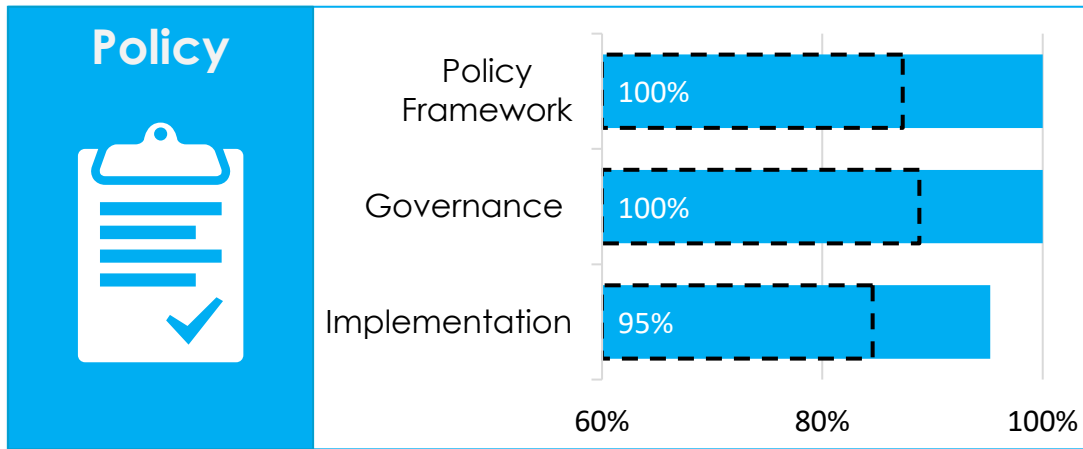 Policy
Policy
Framework
100%
Governance
100%
Implementation
95%
60%
80%
100%